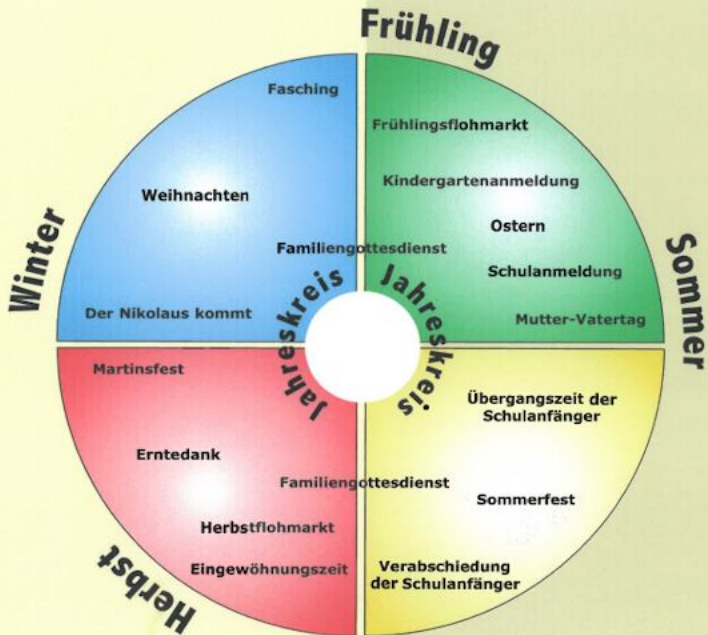 Frühling
Fasching
Frühlingsflohmarkt
Kindergartenanmeldung
Weihnachten
Ostern
Familiengottesdienst
Schulanmeldung
Winter
Sommer
Der Nikolaus kommt
Mutter-Vatertag
Jahreskreis
Jahreskreis
Martinsfest
Übergangszeit der
Schulanfänger
Erntedank
Familiengottesdienst
Sommerfest
Herbstflohmarkt
Eingewöhnungszeit
Verabschiedung
der Schulanfänger
Herbst